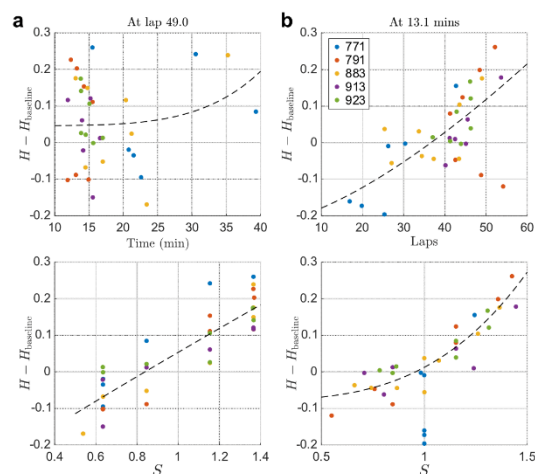 a
b
At lap 49.0
At 13.1 mins
H − H_baseline
0.3
0.2
0.1
0
-0.1
-0.2
10 15 20 25 30 35 40
Time (min)
771
791
883
913
923
H − H_baseline
0.3
0.2
0.1
0
-0.1
-0.2
0 10 20 30 40 50 60
Laps
H − H_baseline
0.3
0.2
0.1
0
-0.1
-0.2
0.4 0.6 0.8 1.0 1.2 1.4
S
H − H_baseline
0.3
0.2
0.1
0
-0.1
-0.2
0.5 1.0 1.5
S